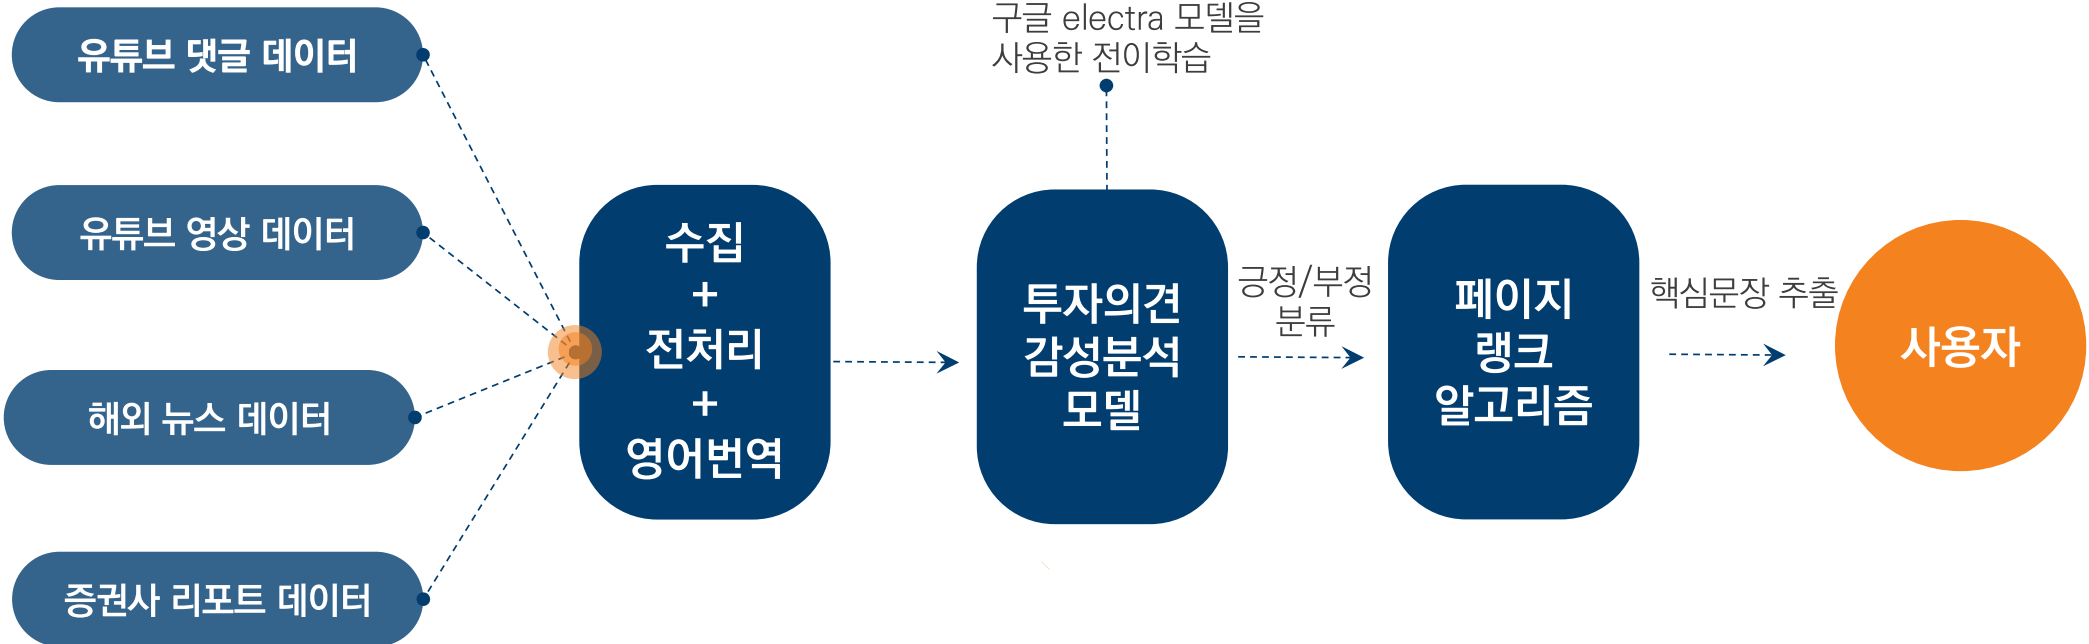 유튜브 댓글 데이터
유튜브 영상 데이터
해외 뉴스 데이터
증권사 리포트 데이터
수집
+
전처리
+
영어번역
구글 electra 모델을
사용한 전이학습
투자의견
감성분석
모델
긍정/부정
분류
페이지
랭크
알고리즘
핵심문장 추출
사용자